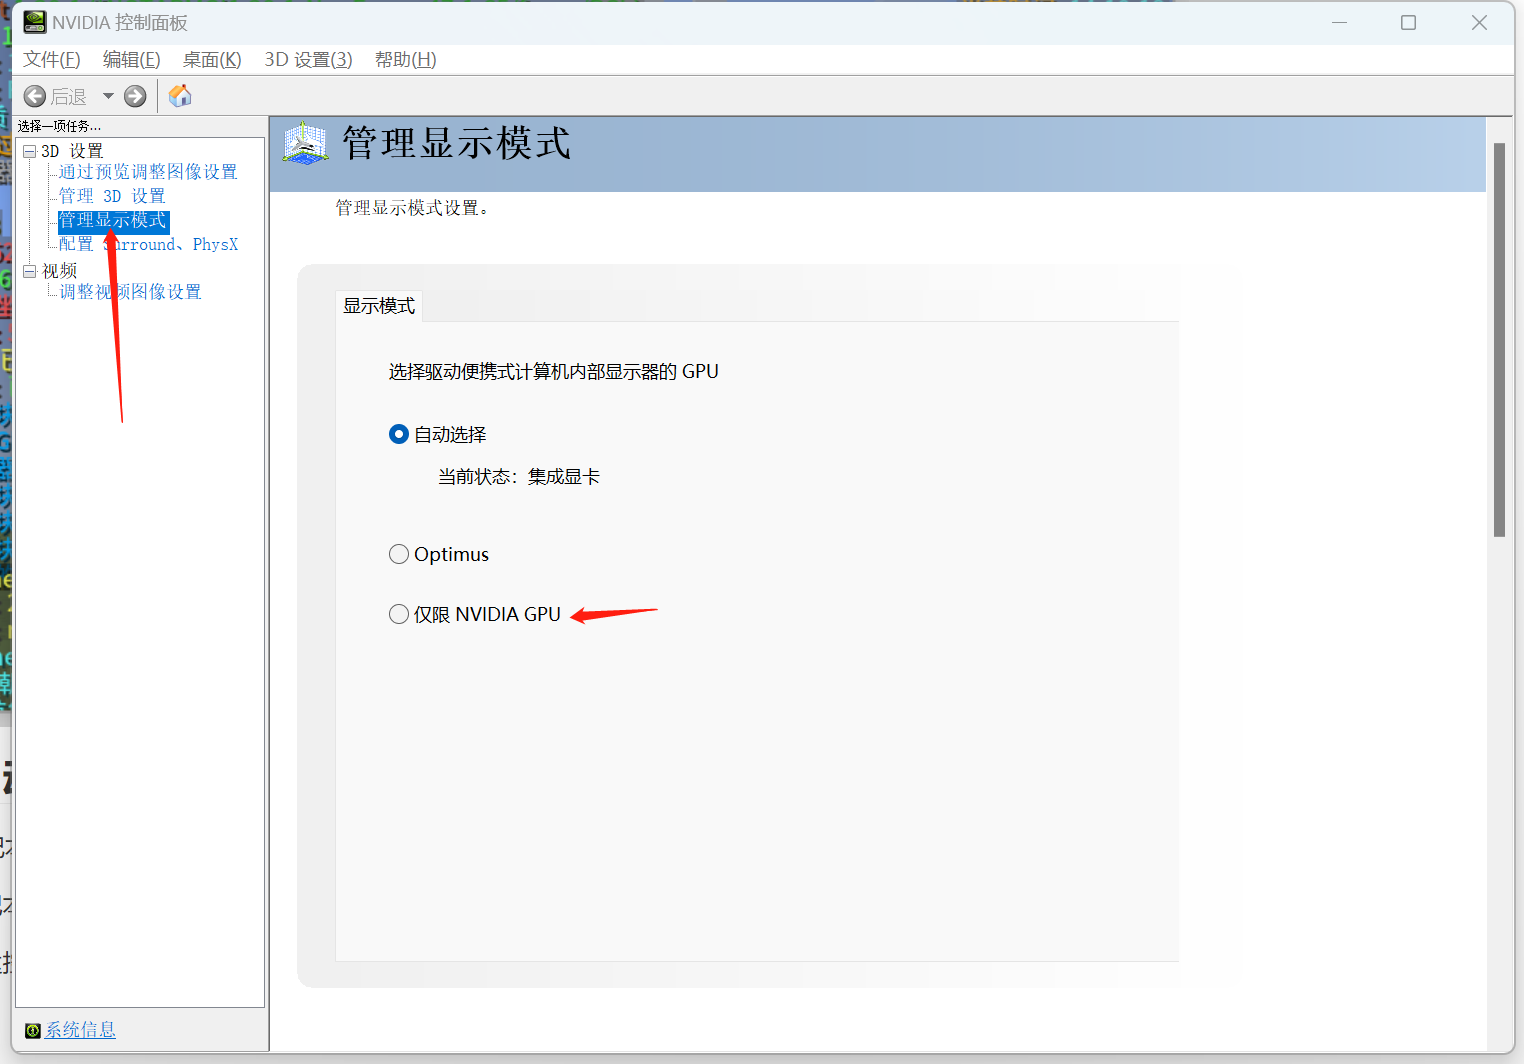 NVIDIA 控制面板
文件(F) 编辑(E) 桌面(K) 3D 设置(3) 帮助(H)
后退
选择一项任务...
3D 设置
通过预览调整图像设置
管理 3D 设置
管理显示模式
配置 Surround、PhysX
视频
调整视频图像设置
系统信息
管理显示模式
管理显示模式设置。
显示模式
选择驱动便携式计算机内部显示器的 GPU
自动选择
当前状态：集成显卡
Optimus
仅限 NVIDIA GPU